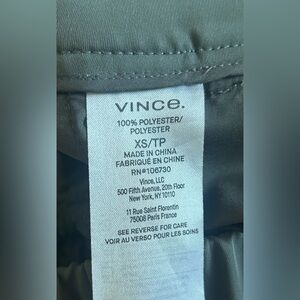 VINCE.
100% POLYESTER/
POLYESTER
XS/TP
MADE IN CHINA
FABRIQUÉ EN CHINE
RN#106730
Vince, LLC
500 Fifth Avenue, 20th Floor
New York, NY 10110
11 Rue Saint Florentin
75008 Paris France
SEE REVERSE FOR CARE
VOIR AU VERSO POUR LES SOINS